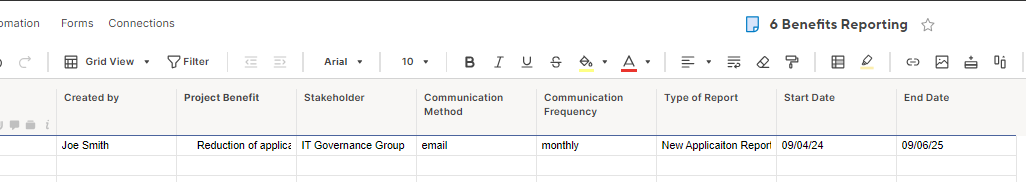 omation Forms Connections
6 Benefits Reporting
Grid View Filter Arial 10 B I U S A
Created by Project Benefit Stakeholder Communication Method Communication Frequency Type of Report Start Date End Date
Joe Smith Reduction of applica IT Governance Group email monthly New Applicaiton Report 09/04/24 09/06/25